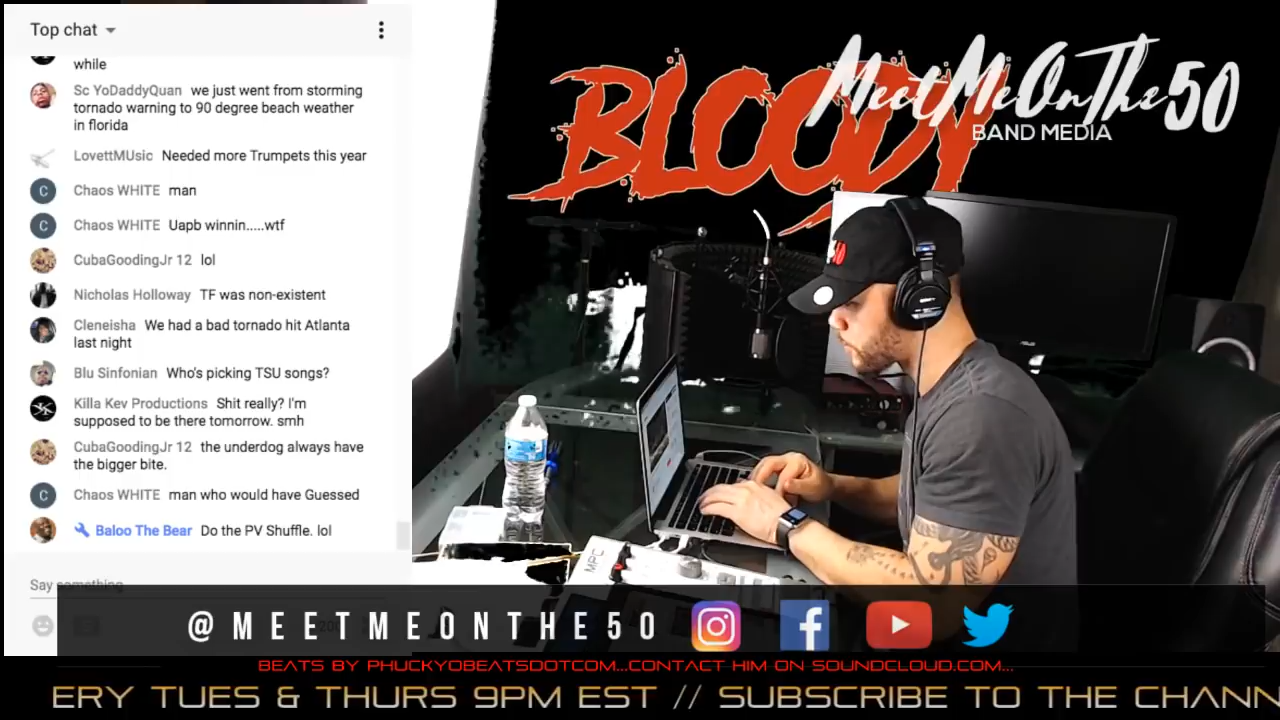 Top chat
while
Sc YoDaddyQuan we just went from storming
tornado warning to 90 degree beach weather
in florida
LovettMUsic Needed more Trumpets this year
C Chaos WHITE man
C Chaos WHITE Uapb winnin.....wtf
CubaGoodingJr 12 lol
Nicholas Holloway TF was non-existent
Cleneisha We had a bad tornado hit Atlanta
last night
Blu Sinfonian Who's picking TSU songs?
Killa Kev Productions Shit really? I'm
supposed to be there tomorrow. smh
CubaGoodingJr 12 the underdog always have
the bigger bite.
C Chaos WHITE man who would have Guessed
Baloo The Bear Do the PV Shuffle. lol
Say something
BLOODY
MeetMeOnThe50
BAND MEDIA
MPC
@MEETMEONTHE50
BEATS BY PHUCKYOBEATSDOTCOM...CONTACT HIM ON SOUNDCLOUD.COM...
ERY TUES & THURS 9PM EST // SUBSCRIBE TO THE CHANN